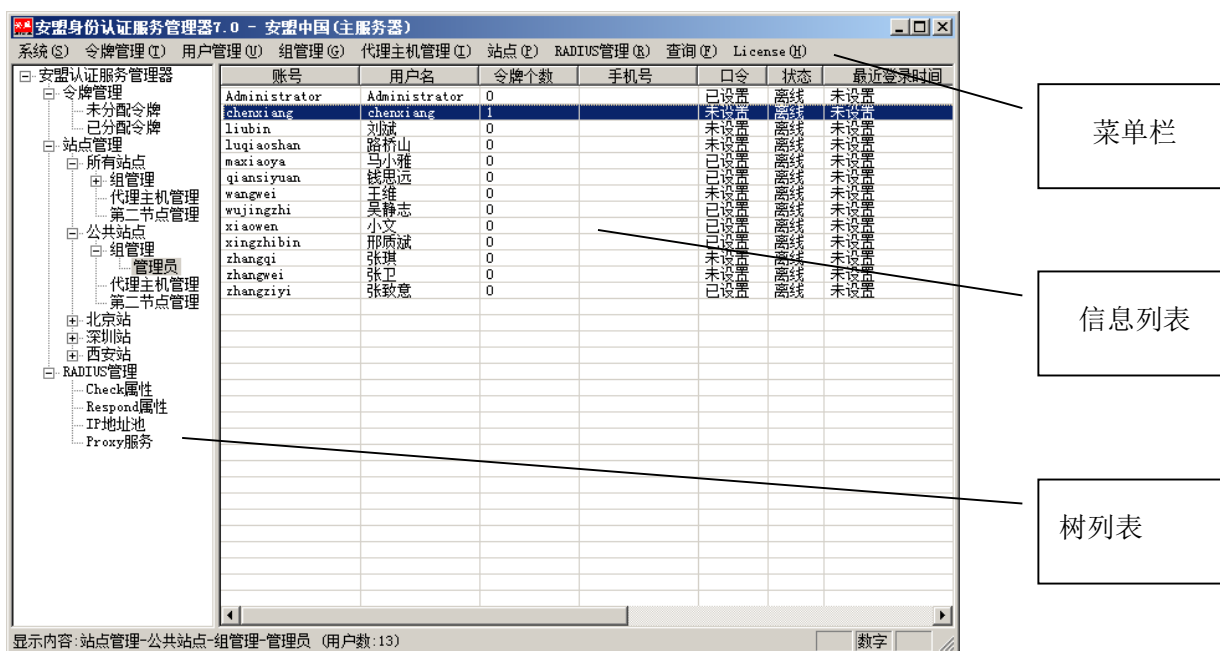 安盟身份认证服务管理器7.0 - 安盟中国(主服务器)
系统(S) 令牌管理(T) 用户管理(U) 组管理(G) 代理主机管理(I) 站点(P) RADIUS管理(R) 查询(F) License(H)
安盟认证服务管理器
令牌管理
未分配令牌
已分配令牌
站点管理
所有站点
组管理
代理主机管理
第二节点管理
公共站点
组管理
管理员
代理主机管理
第二节点管理
北京站
深圳站
西安站
RADIUS管理
Check属性
Respond属性
IP地址池
Proxy服务
账号 用户名 令牌个数 手机号 口令 状态 最近登录时间
Administrator Administrator 0 已设置 离线 未设置
chenxiang chenxiang 1 未设置 离线 未设置
liubin 刘斌 0 未设置 离线 未设置
luqiaoshan 路桥山 0 未设置 离线 未设置
maxiaoya 马小雅 0 已设置 离线 未设置
qiansiyuan 钱思远 0 已设置 离线 未设置
wangwei 王维 0 未设置 离线 未设置
wujingzhi 吴静志 0 已设置 离线 未设置
xiaowen 小文 0 已设置 离线 未设置
xingzhibin 邢质斌 0 已设置 离线 未设置
zhangqi 张琪 0 未设置 离线 未设置
zhangwei 张卫 0 未设置 离线 未设置
zhangziyi 张致意 0 已设置 离线 未设置
显示内容:站点管理-公共站点-组管理-管理员 (用户数:13)
数字
菜单栏
信息列表
树列表